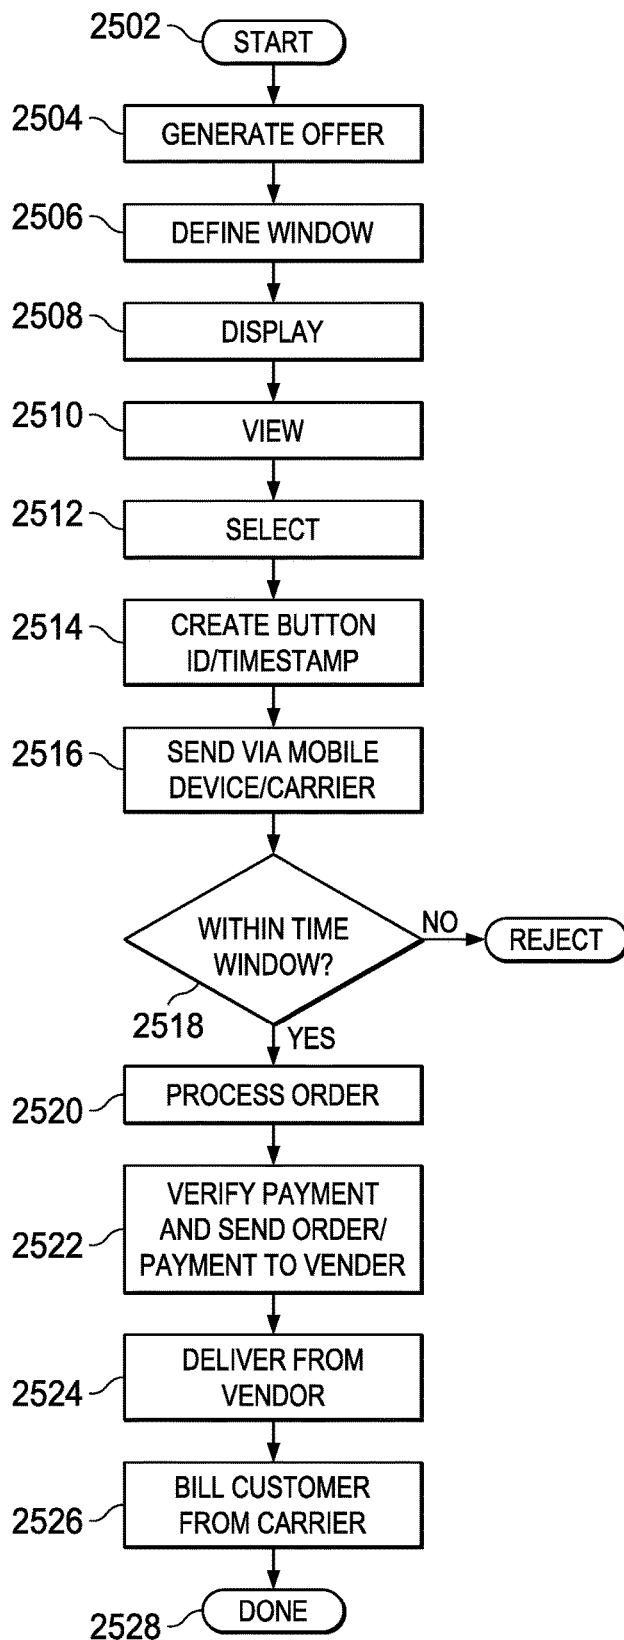 2502
START
2504
GENERATE OFFER
2506
DEFINE WINDOW
2508
DISPLAY
2510
VIEW
2512
SELECT
2514
CREATE BUTTON
ID/TIMESTAMP
2516
SEND VIA MOBILE
DEVICE/CARRIER
WITHIN TIME
WINDOW?
NO
REJECT
2518
YES
2520
PROCESS ORDER
2522
VERIFY PAYMENT
AND SEND ORDER/
PAYMENT TO VENDER
2524
DELIVER FROM
VENDOR
2526
BILL CUSTOMER
FROM CARRIER
2528
DONE